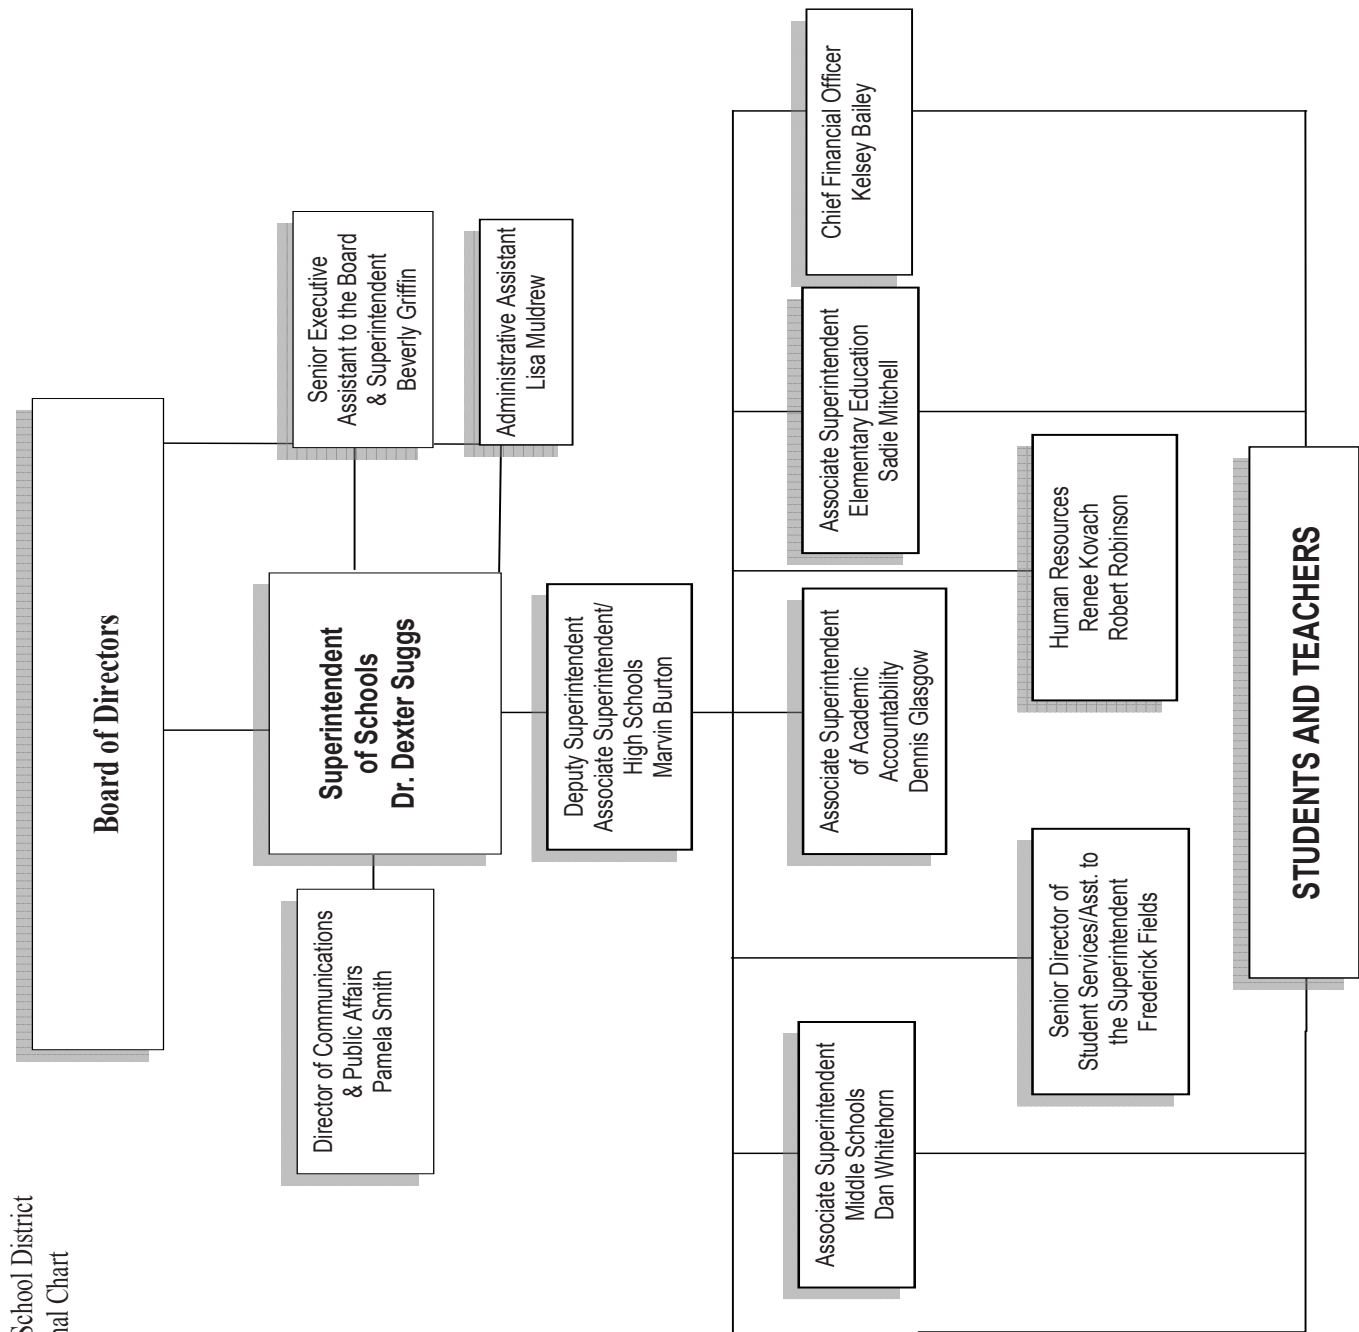 School District
Chart
Board of Directors
Superintendent
of Schools
Dr. Dexter Suggs
Director of Communications
& Public Affairs
Pamela Smith
Senior Executive
Assistant to the Board
& Superintendent
Beverly Griffin
Administrative Assistant
Lisa Muldrew
Deputy Superintendent
Associate Superintendent/
High Schools
Marvin Burton
Associate Superintendent
Middle Schools
Dan Whitehorn
Associate Superintendent
of Academic
Accountability
Dennis Glasgow
Associate Superintendent
Elementary Education
Sadie Mitchell
Chief Financial Officer
Kelsey Bailey
Senior Director of
Student Services/Asst. to
the Superintendent
Frederick Fields
Human Resources
Renee Kovach
Robert Robinson
STUDENTS AND TEACHERS